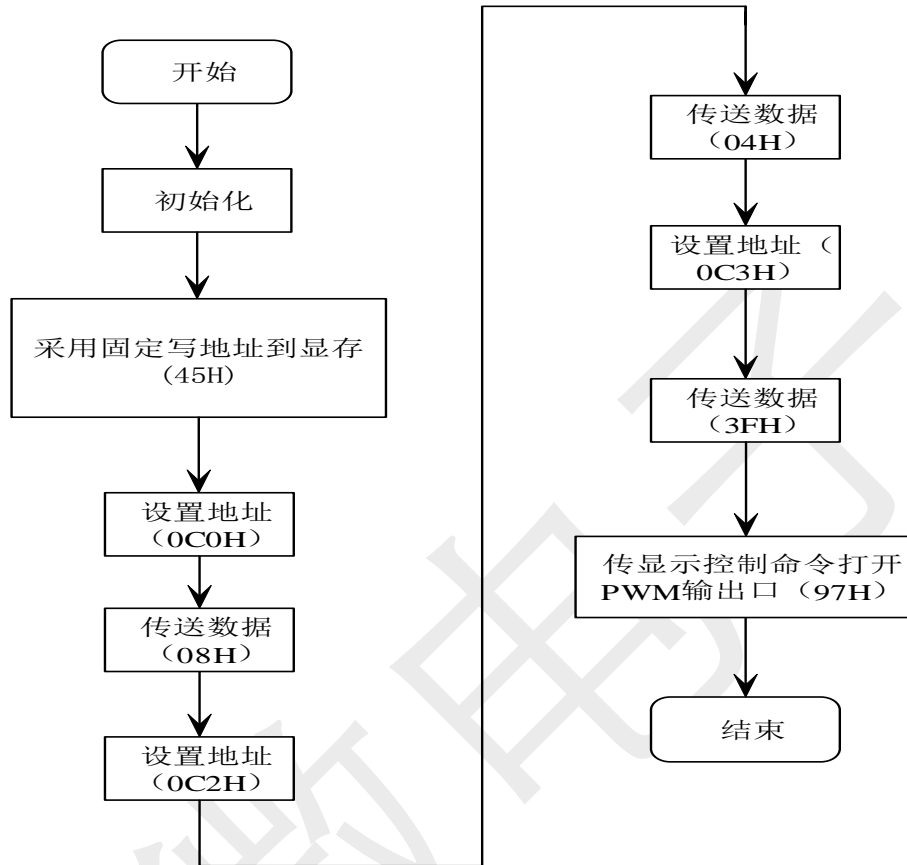 开始
初始化
采用固定写地址到显存
(45H)
设置地址
(0C0H)
传送数据
(08H)
设置地址
(0C2H)
传送数据
(04H)
设置地址(
0C3H)
传送数据
(3FH)
传显示控制命令打开
PWM输出口(97H)
结束
微电子